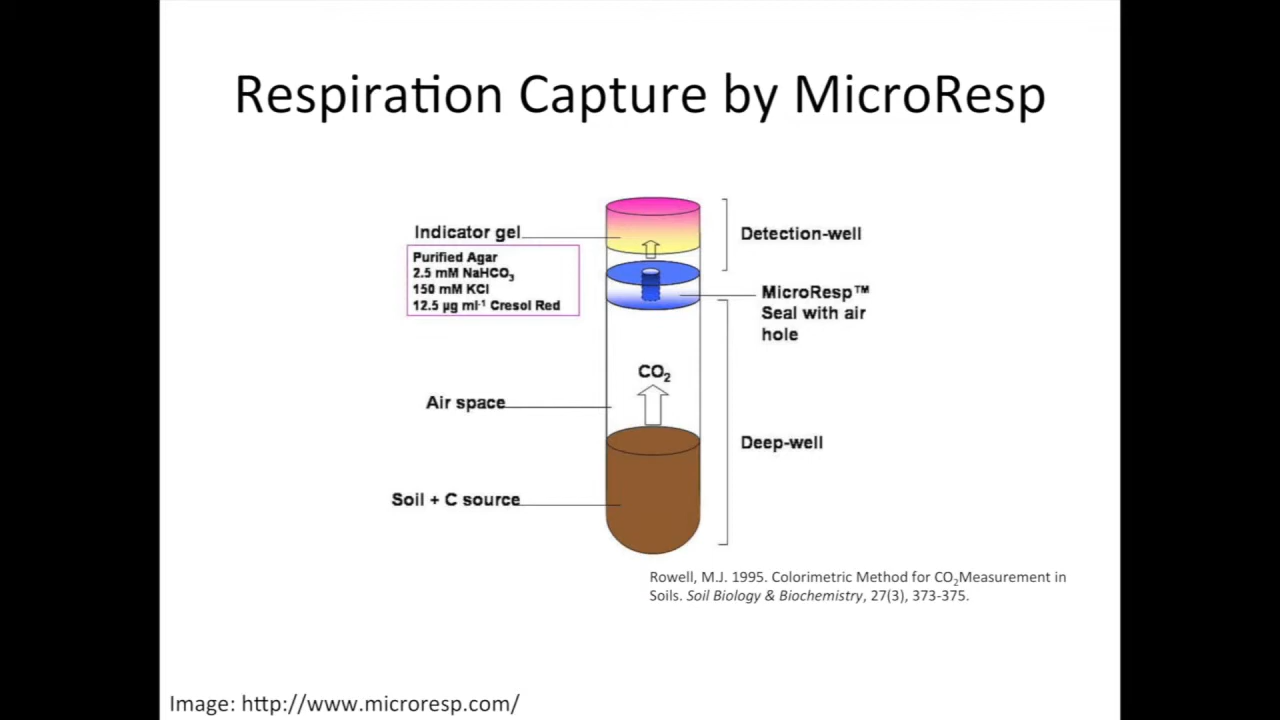 Respiration Capture by MicroResp
Indicator gel
Purified Agar
2.5 mM NaHCO₃
150 mM KCl
12.5 µg ml⁻¹ Cresol Red
Detection-well
MicroResp™
Seal with air
hole
CO₂
Air space
Deep-well
Soil + C source
Rowell, M.J. 1995. Colorimetric Method for CO₂Measurement in
Soils. Soil Biology & Biochemistry, 27(3), 373-375.
Image: http://www.microresp.com/